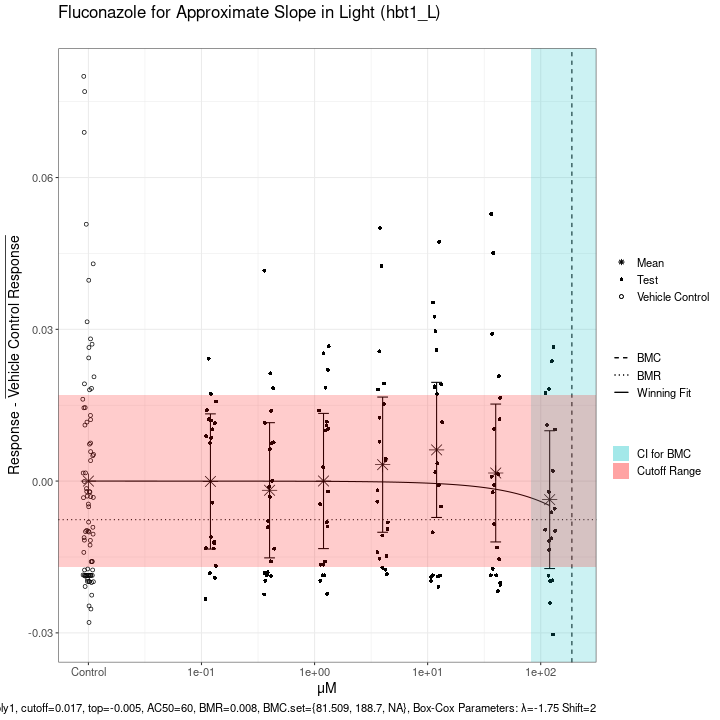 Fluconazole for Approximate Slope in Light (hbt1_L)
0.06
0.03
0.00
-0.03
Response - Vehicle Control Response
Control
1e-01
1e+00
1e+01
1e+02
μM
Mean
Test
Vehicle Control
BMC
BMR
Winning Fit
CI for BMC
Cutoff Range
ly1, cutoff=0.017, top=-0.005, AC50=60, BMR=0.008, BMC.set={81.509, 188.7, NA}, Box-Cox Parameters: λ=-1.75 Shift=2